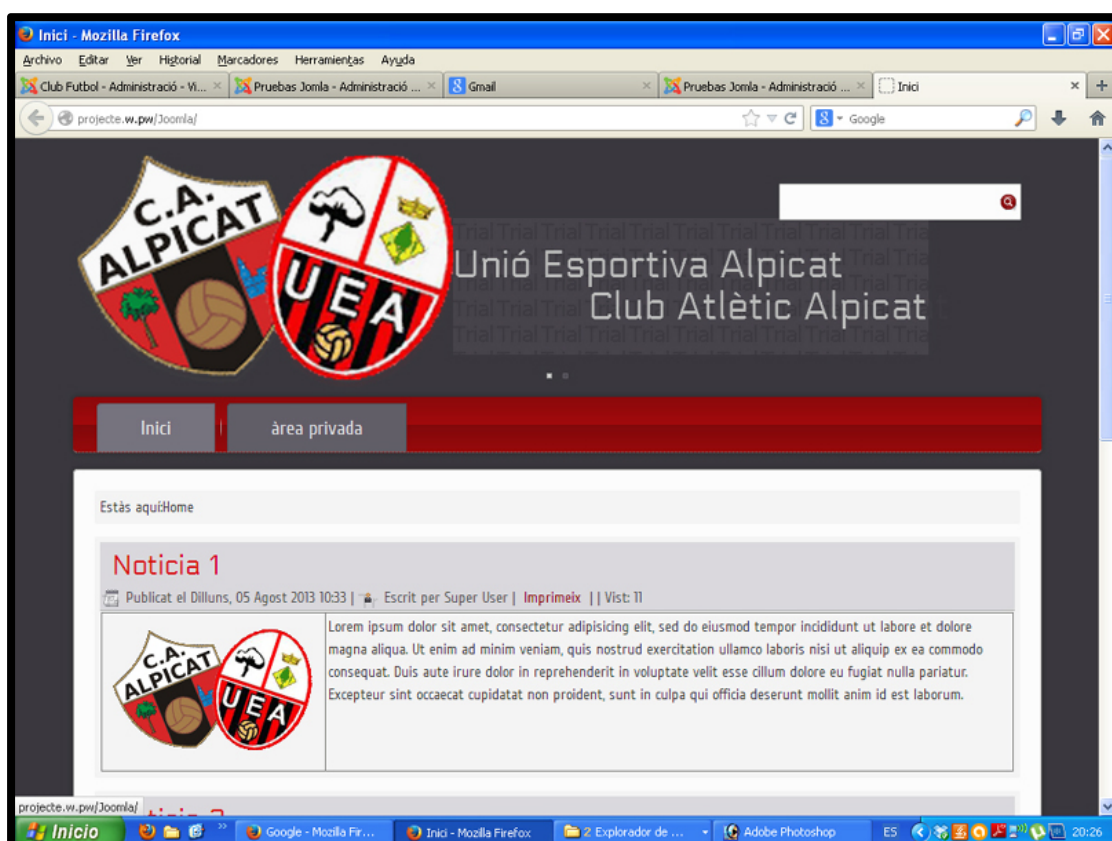 Inici - Mozilla Firefox
Archivo Editar Ver Historial Marcadores Herramientas Ayuda
Club Futbol - Administració - Vi... Pruebas Jomla - Administració ... Gmail Pruebas Jomla - Administració ... Inici
projecte.w.pw/Joomla/ Google
C.A.
ALPICAT
UEA
Unió Esportiva Alpicat
Club Atlètic Alpicat
Inici | àrea privada
Estàs aquí:Home
Noticia 1
Publicat el Dilluns, 05 Agost 2013 10:33 | Escrit per Super User | Imprimeix | | Vist: 11
C.A.
ALPICAT
UEA
Lorem ipsum dolor sit amet, consectetur adipisicing elit, sed do eiusmod tempor incididunt ut labore et dolore
magna aliqua. Ut enim ad minim veniam, quis nostrud exercitation ullamco laboris nisi ut aliquip ex ea commodo
consequat. Duis aute irure dolor in reprehenderit in voluptate velit esse cillum dolore eu fugiat nulla pariatur.
Excepteur sint occaecat cupidatat non proident, sunt in culpa qui officia deserunt mollit anim id est laborum.
projecte.w.pw/Joomla/
Inicio Google - Mozilla Fir... Inici - Mozilla Firefox 2 Explorador de ... Adobe Photoshop ES 20:26